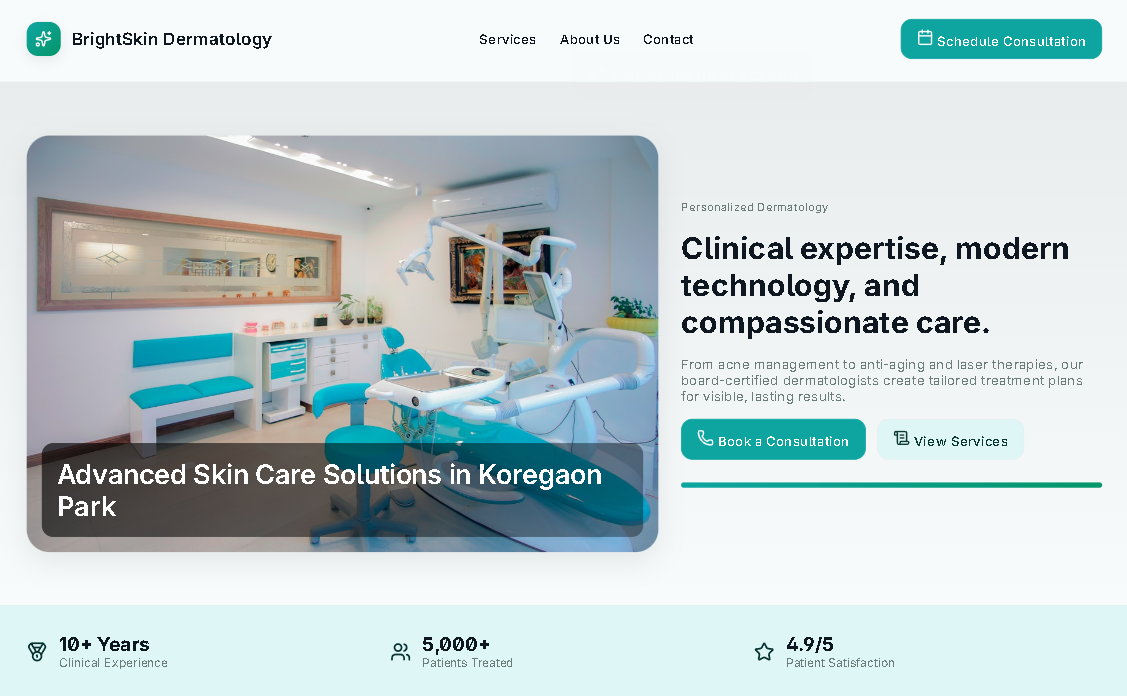 BrightSkin Dermatology
Services
About Us
Contact
Schedule Consultation
Advanced Skin Care Solutions in Koregaon
Park
Personalized Dermatology
Clinical expertise, modern
technology, and
compassionate care.
From acne management to anti-aging and laser therapies, our
board-certified dermatologists create tailored treatment plans
for visible, lasting results.
Book a Consultation
View Services
10+ Years
Clinical Experience
5,000+
Patients Treated
4.9/5
Patient Satisfaction